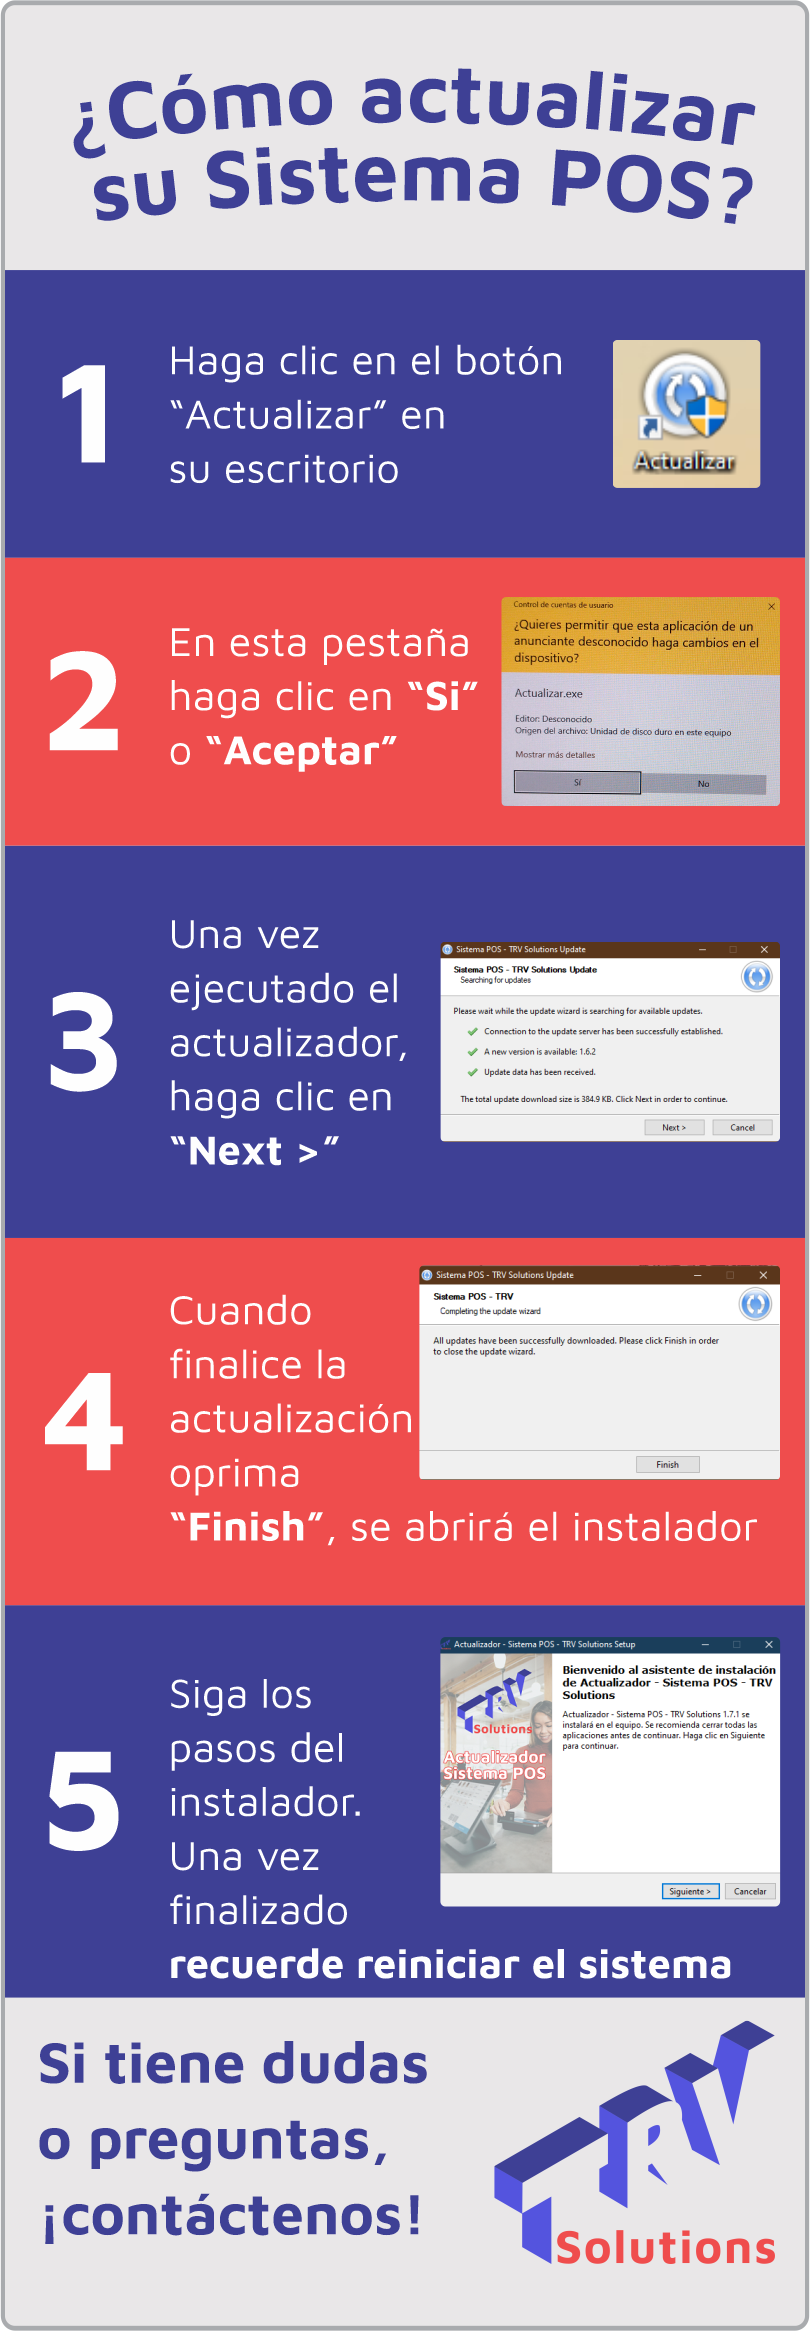 ¿Cómo actualizar
su Sistema POS?
1
Haga clic en el botón
“Actualizar” en
su escritorio
Actualizar
2
En esta pestaña
haga clic en “Si”
o “Aceptar”
Control de cuentas de usuario
¿Quieres permitir que esta aplicación de un
anunciante desconocido haga cambios en el
dispositivo?
Actualizar.exe
Editor: Desconocido
Origen del archivo: Unidad de disco duro en este equipo
Mostrar más detalles
Sí
No
3
Una vez
ejecutado el
actualizador,
haga clic en
“Next >”
Sistema POS - TRV Solutions Update
Sistema POS - TRV Solutions Update
Searching for updates
Please wait while the update wizard is searching for available updates.
Connection to the update server has been successfully established.
A new version is available: 1.6.2
Update data has been received.
The total update download size is 384.9 KB. Click Next in order to continue.
Next >
Cancel
4
Cuando
finalice la
actualización
oprima
“Finish”, se abrirá el instalador
Sistema POS - TRV Solutions Update
Sistema POS - TRV
Completing the update wizard
All updates have been successfully downloaded. Please click Finish in order
to close the update wizard.
Finish
5
Siga los
pasos del
instalador.
Una vez
finalizado
recuerde reiniciar el sistema
Actualizador - Sistema POS - TRV Solutions Setup
TRV
Solutions
Actualizador
Sistema POS
Bienvenido al asistente de instalación
de Actualizador - Sistema POS - TRV
Solutions
Actualizador - Sistema POS - TRV Solutions 1.7.1 se
instalará en el equipo. Se recomienda cerrar todas las
aplicaciones antes de continuar. Haga clic en Siguiente
para continuar.
Siguiente >
Cancelar
Si tiene dudas
o preguntas,
¡contáctenos!
TRV
Solutions